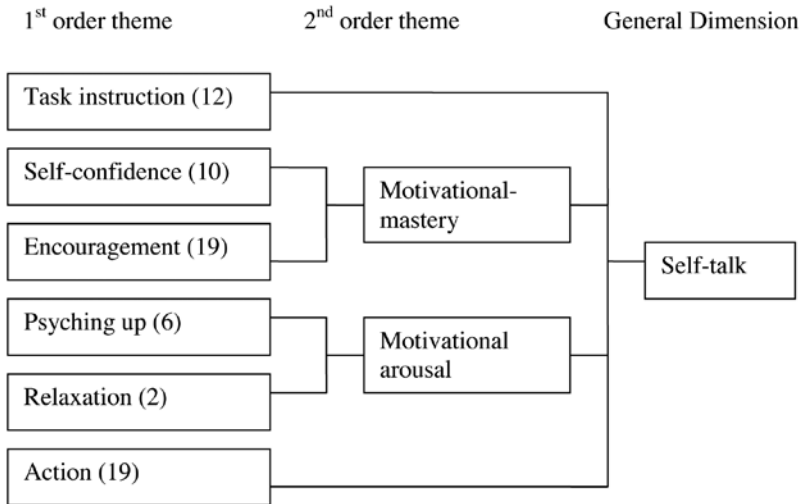 1st order theme 2nd order theme General Dimension
Task instruction (12)
Self-confidence (10)
Motivational-
mastery
Encouragement (19)
Self-talk
Psyching up (6)
Motivational
arousal
Relaxation (2)
Action (19)